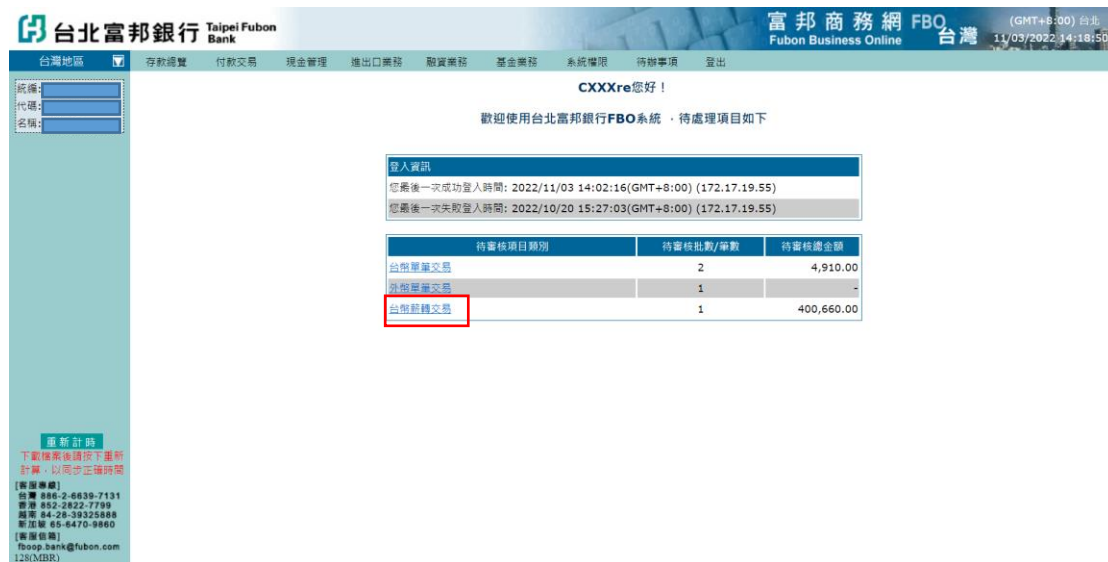 台北富邦銀行 Taipei Fubon Bank
富邦商務網 FBO 台灣
Fubon Business Online
(GMT+8:00) 台北
11/03/2022 14:18:50
台灣地區 存款總覽 付款交易 現金管理 進出口業務 融資業務 基金業務 系統權限 待辦事項 登出
統編:
代碼:
名稱:
CXXXre您好！
歡迎使用台北富邦銀行FBO系統 ，待處理項目如下
登入資訊
您最後一次成功登入時間: 2022/11/03 14:02:16(GMT+8:00) (172.17.19.55)
您最後一次失敗登入時間: 2022/10/20 15:27:03(GMT+8:00) (172.17.19.55)
待審核項目類別 待審核批數/筆數 待審核總金額
台幣單筆交易 2 4,910.00
外幣單筆交易 1 -
台幣薪轉交易 1 400,660.00
重新計時
下載檔案後請按下重新
計算，以同步正確時間
[客服專線]
台灣 886-2-6639-7131
香港 852-2822-7799
越南 84-28-39325888
新加坡 65-6470-9860
[客服信箱]
fboop.bank@fubon.com
128(MBR)